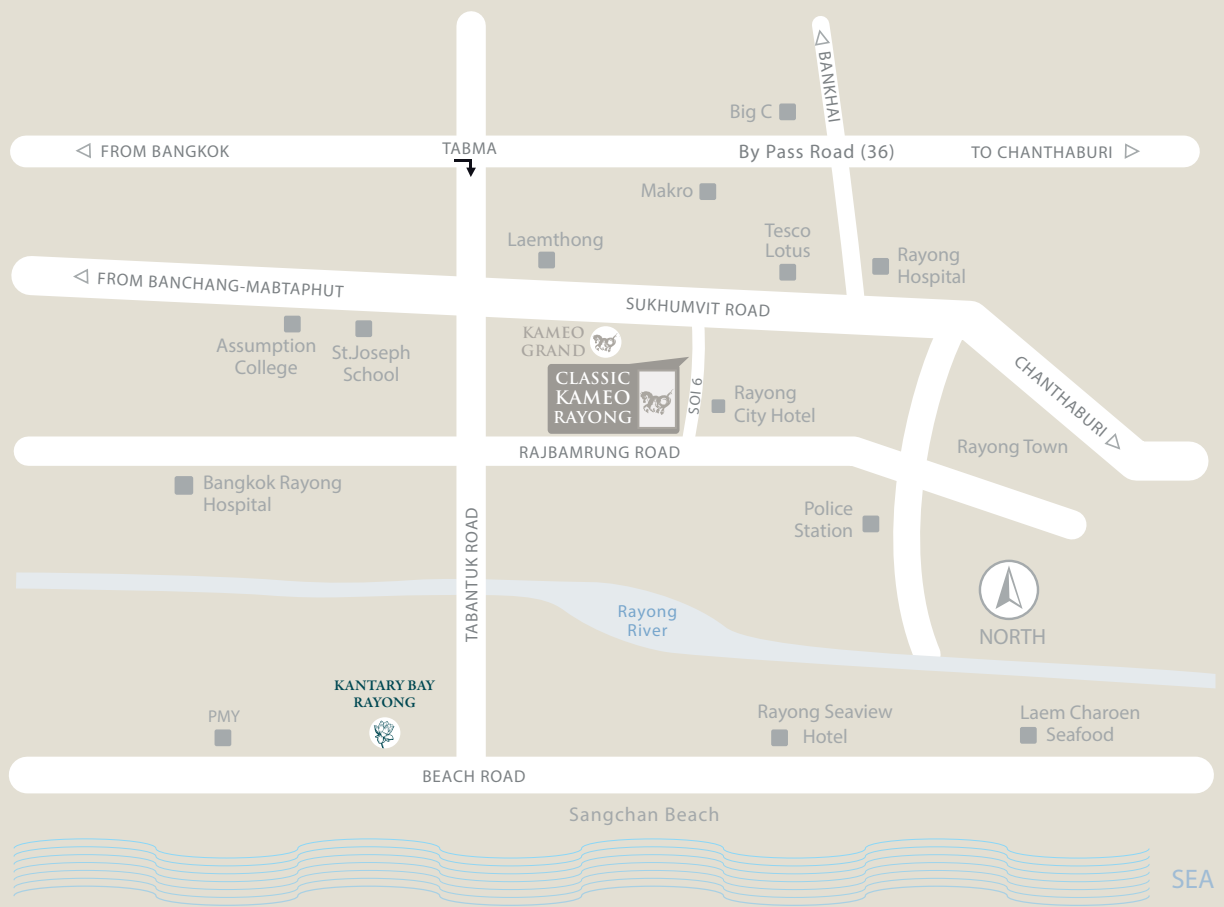 BANKHAI
Big C
FROM BANGKOK
TABMA
By Pass Road (36)
TO CHANTHABURI
Makro
Laemthong
Tesco
Lotus
Rayong
Hospital
FROM BANCHANG-MABTAPHUT
SUKHUMVIT ROAD
Assumption
College
St.Joseph
School
KAMEO
GRAND
CLASSIC
KAMEO
RAYONG
SOI 6
Rayong
City Hotel
CHANTHABURI
Rayong Town
RAJBAMRUNG ROAD
Bangkok Rayong
Hospital
TABANTUK ROAD
Police
Station
NORTH
Rayong
River
KANTARY BAY
RAYONG
PMY
Rayong Seaview
Hotel
Laem Charoen
Seafood
BEACH ROAD
Sangchan Beach
SEA